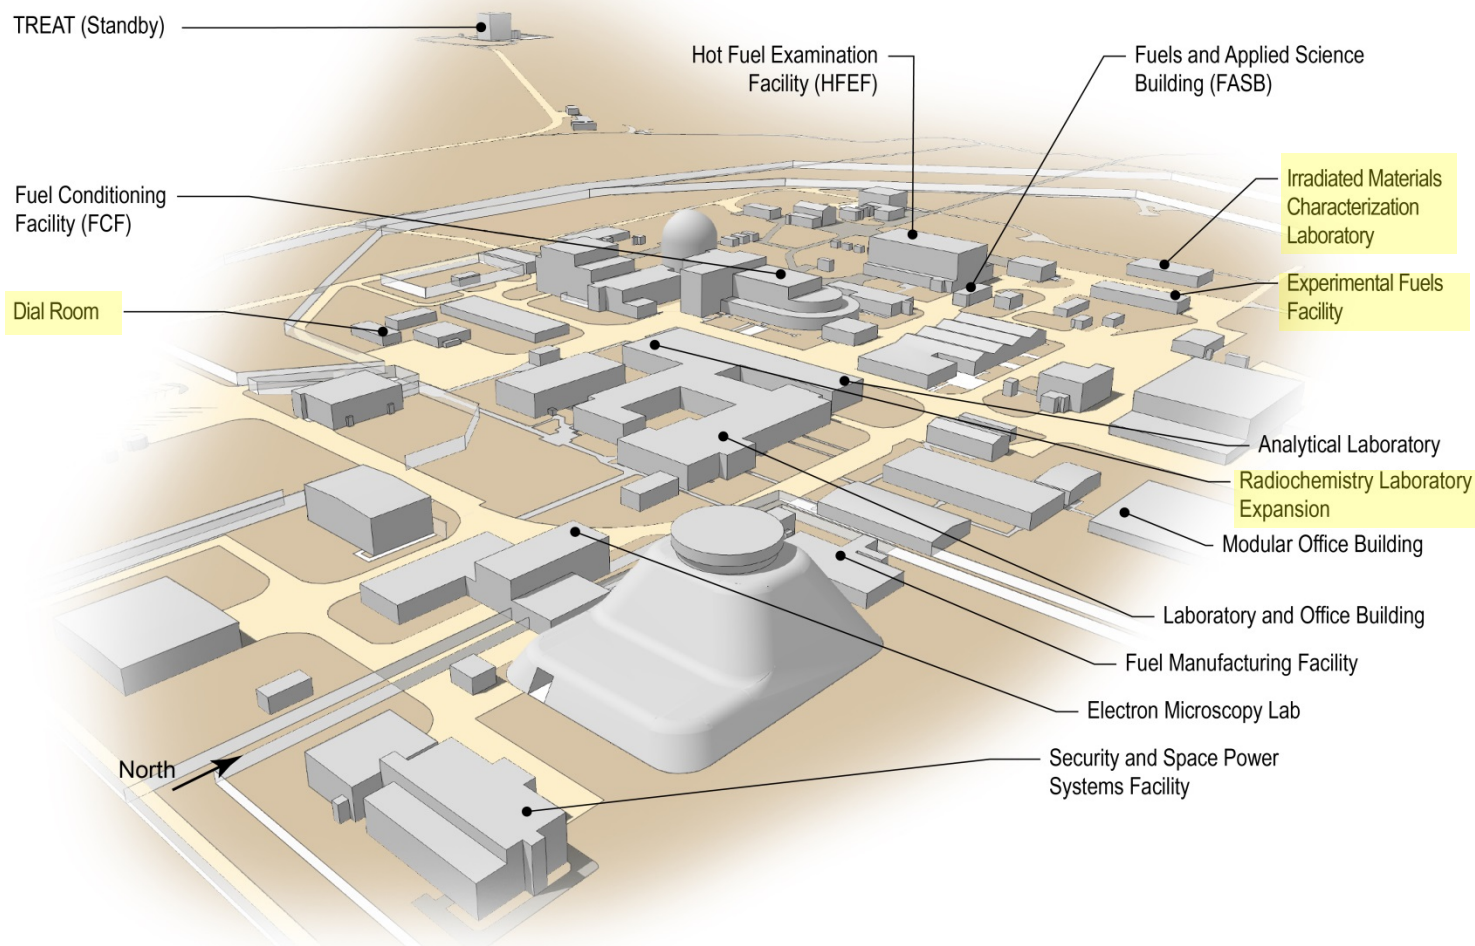 TREAT (Standby)
Hot Fuel Examination
Facility (HFEF)
Fuels and Applied Science
Building (FASB)
Fuel Conditioning
Facility (FCF)
Irradiated Materials
Characterization
Laboratory
Experimental Fuels
Facility
Dial Room
Analytical Laboratory
Radiochemistry Laboratory
Expansion
Modular Office Building
Laboratory and Office Building
Fuel Manufacturing Facility
Electron Microscopy Lab
Security and Space Power
Systems Facility
North